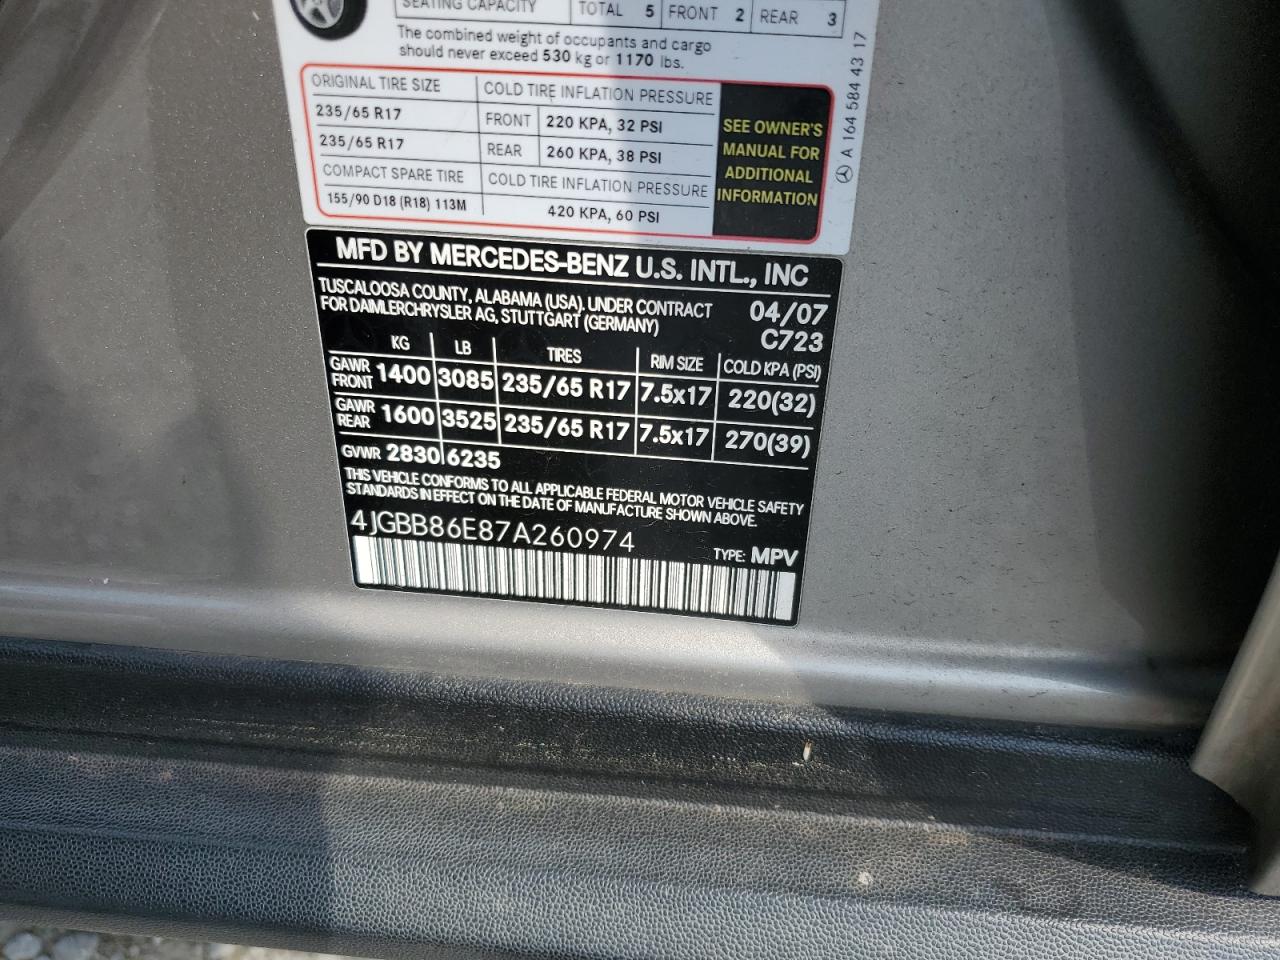 SEATING CAPACITY TOTAL 5 FRONT 2 REAR 3
The combined weight of occupants and cargo
should never exceed 530 kg or 1170 lbs.
ORIGINAL TIRE SIZE COLD TIRE INFLATION PRESSURE
235/65 R17 FRONT 220 KPA, 32 PSI
235/65 R17 REAR 260 KPA, 38 PSI
COMPACT SPARE TIRE COLD TIRE INFLATION PRESSURE
155/90 D18 (R18) 113M 420 KPA, 60 PSI
SEE OWNER'S
MANUAL FOR
ADDITIONAL
INFORMATION
A 164 584 43 17
MFD BY MERCEDES-BENZ U.S. INTL., INC
TUSCALOOSA COUNTY, ALABAMA (USA), UNDER CONTRACT
FOR DAIMLERCHRYSLER AG, STUTTGART (GERMANY)
04/07
C723
KG LB TIRES RIM SIZE COLD KPA (PSI)
GAWR
FRONT 1400 3085 235/65 R17 7.5x17 220(32)
GAWR
REAR 1600 3525 235/65 R17 7.5x17 270(39)
GVWR 2830 6235
THIS VEHICLE CONFORMS TO ALL APPLICABLE FEDERAL MOTOR VEHICLE SAFETY
STANDARDS IN EFFECT ON THE DATE OF MANUFACTURE SHOWN ABOVE.
4JGBB86E87A260974
TYPE: MPV